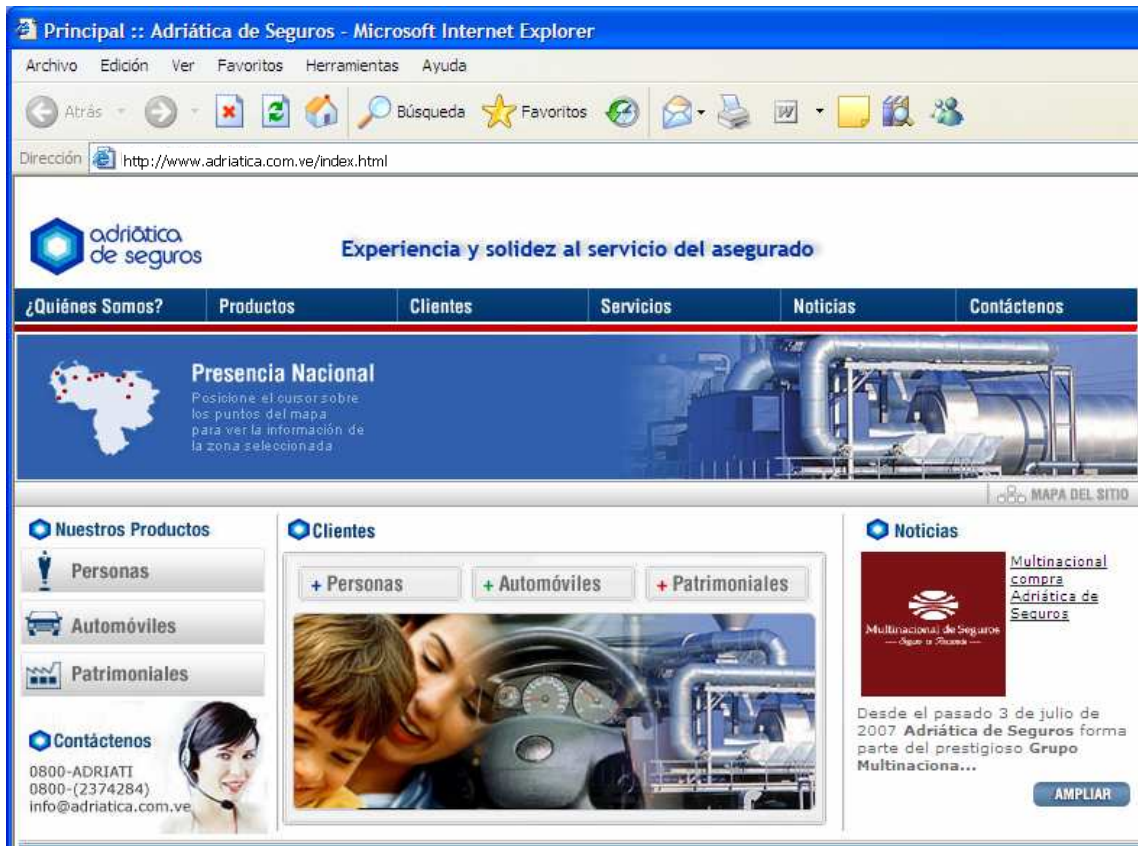 Principal :: Adriática de Seguros - Microsoft Internet Explorer
Archivo Edición Ver Favoritos Herramientas Ayuda
Atrás Búsqueda Favoritos
Dirección http://www.adriatica.com.ve/index.html
adriática
de seguros
Experiencia y solidez al servicio del asegurado
¿Quiénes Somos? Productos Clientes Servicios Noticias Contáctenos
Presencia Nacional
Posicione el cursor sobre
los puntos del mapa
para ver la información de
la zona seleccionada
MAPA DEL SITIO
Nuestros Productos
Personas
Automóviles
Patrimoniales
Contáctenos
0800-ADRIATI
0800-(2374284)
info@adriatica.com.ve
Clientes
+ Personas + Automóviles + Patrimoniales
Noticias
Multinacional de Seguros
Multinacional
compra
Adriática de
Seguros
Desde el pasado 3 de julio de
2007 Adriática de Seguros forma
parte del prestigioso Grupo
Multinaciona...
AMPLIAR